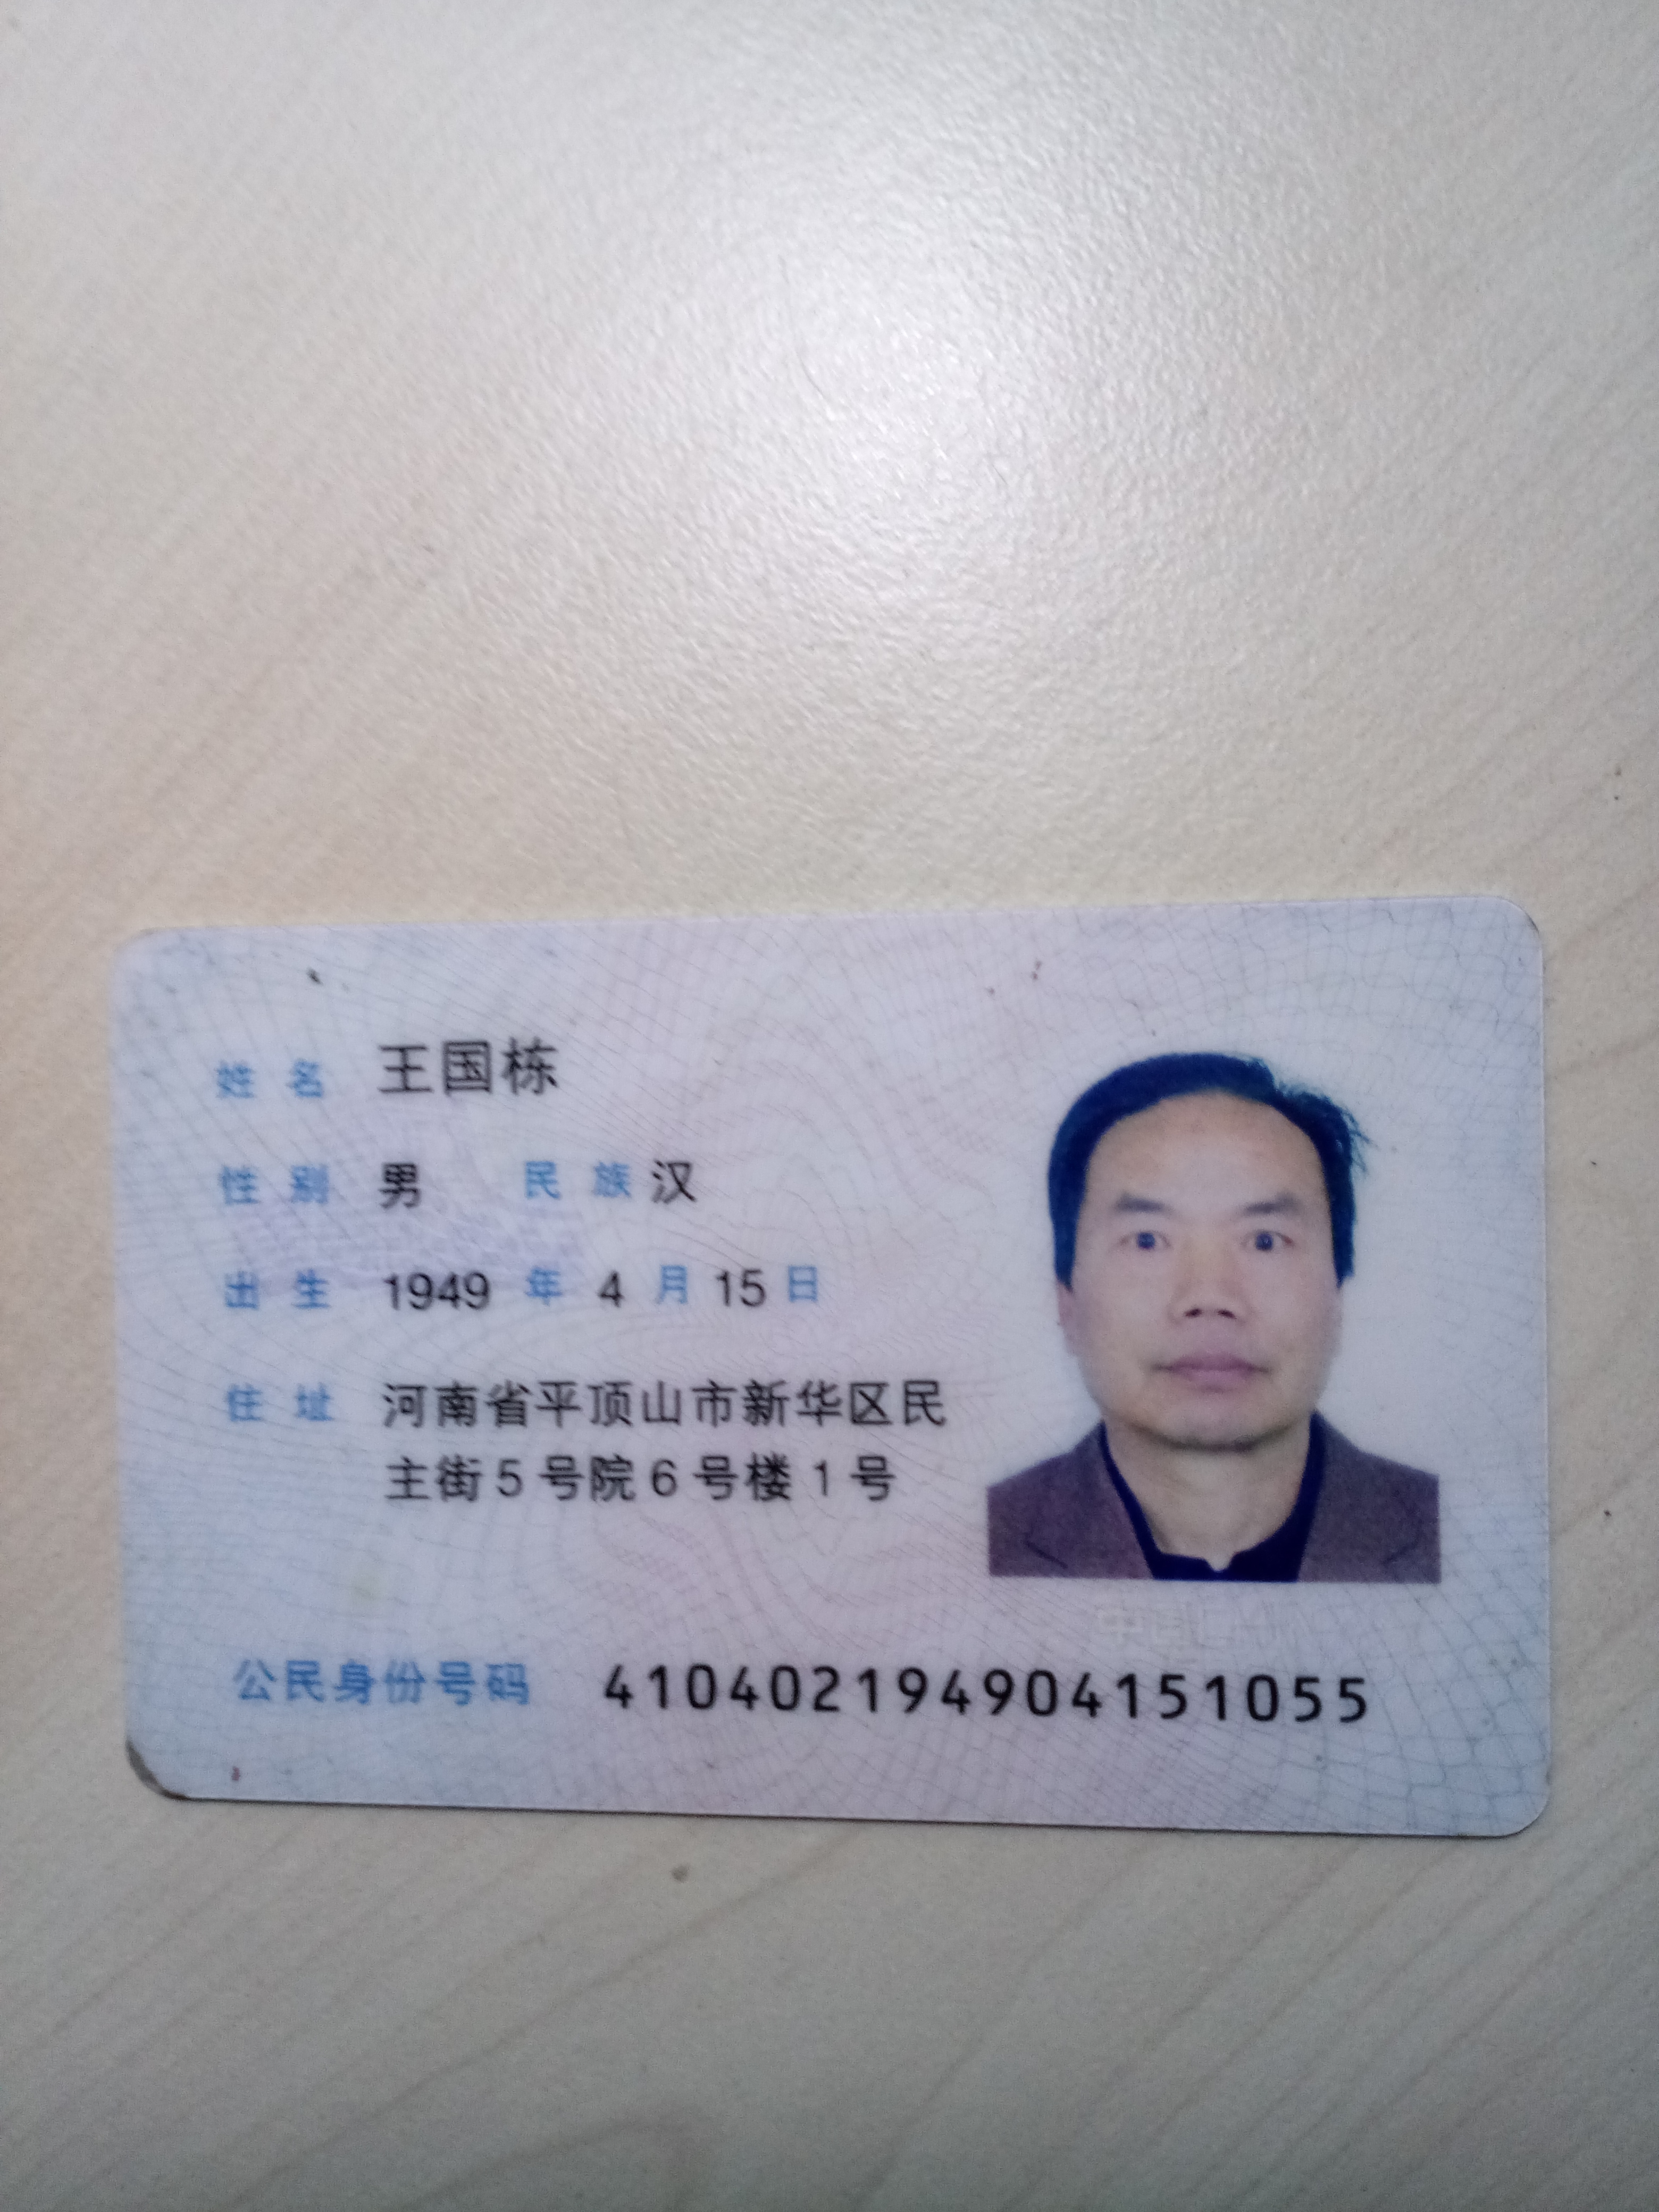 姓名 王国栋
性别 男 民族 汉
出生 1949 年 4 月 15 日
住址 河南省平顶山市新华区民
主街5号院6号楼1号
公民身份号码 410402194904151055